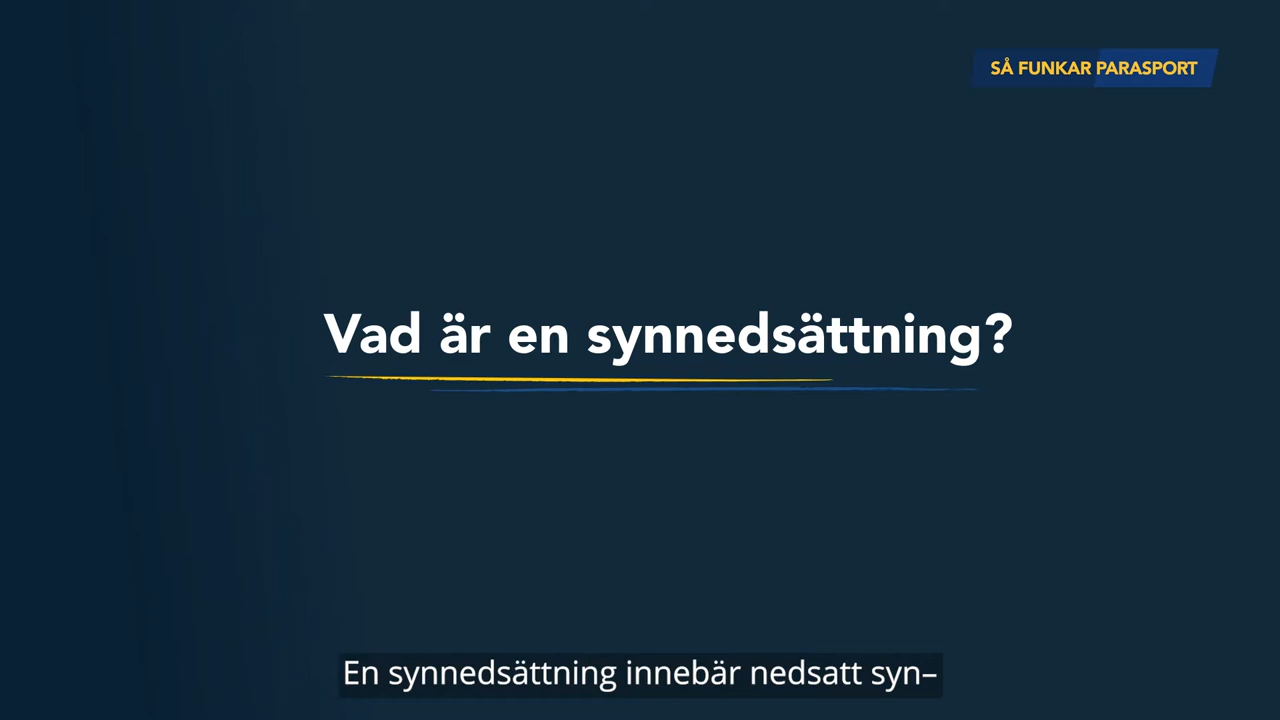 SÅ FUNKAR PARASPORT
Vad är en synnedsättning?
En synnedsättning innebär nedsatt syn–